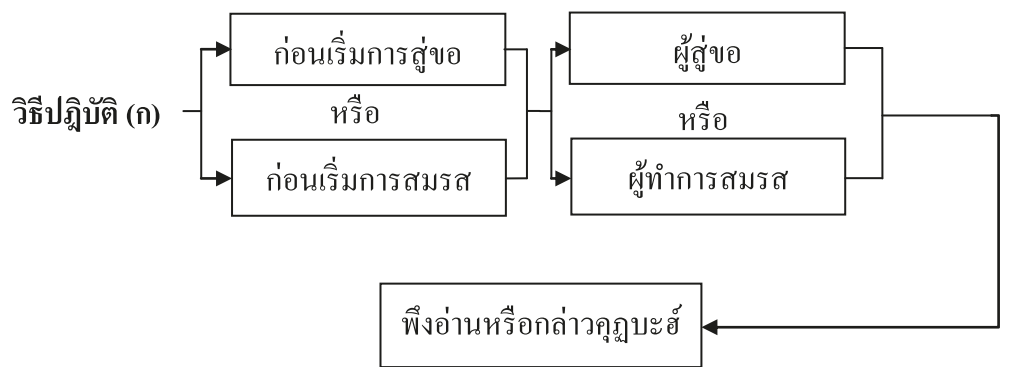 วิธีปฎิบัติ (ก)
ก่อนเริ่มการสู่ขอ
หรือ
ก่อนเริ่มการสมรส
ผู้สู่ขอ
หรือ
ผู้ทำการสมรส
พึงอ่านหรือกล่าวคุฏบะฮ์